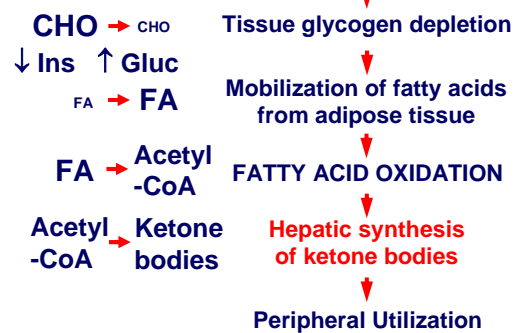 CHO → CHO
Tissue glycogen depletion
↓ Ins ↑ Gluc
FA → FA
Mobilization of fatty acids
from adipose tissue
FA → Acetyl
-CoA
FATTY ACID OXIDATION
Acetyl
-CoA → Ketone
bodies
Hepatic synthesis
of ketone bodies
Peripheral Utilization